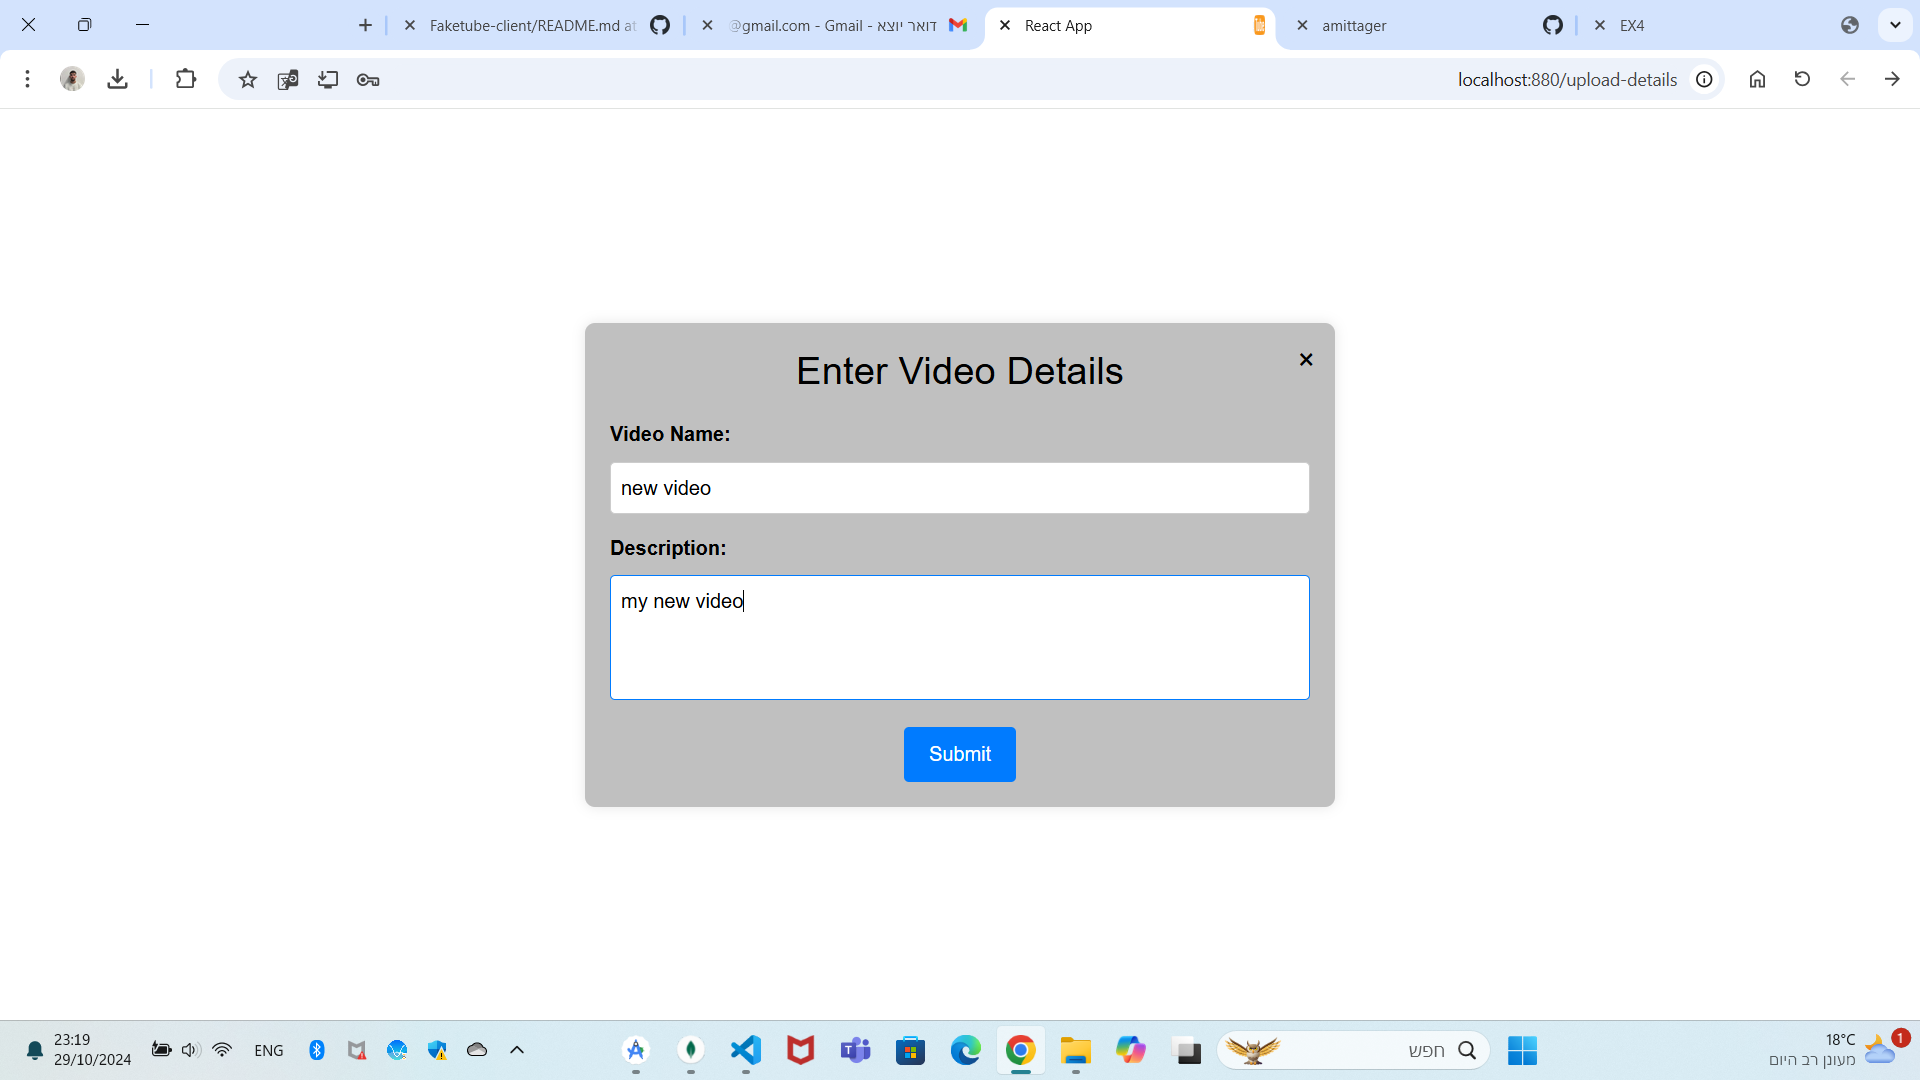 Faketube-client/README.md at
@gmail.com - Gmail - דואר יוצא
React App
amittager
EX4
localhost:880/upload-details
Enter Video Details
Video Name:
new video
Description:
my new video
Submit
23:19
29/10/2024
ENG
חפש
18°C
מעונן רב היום
1